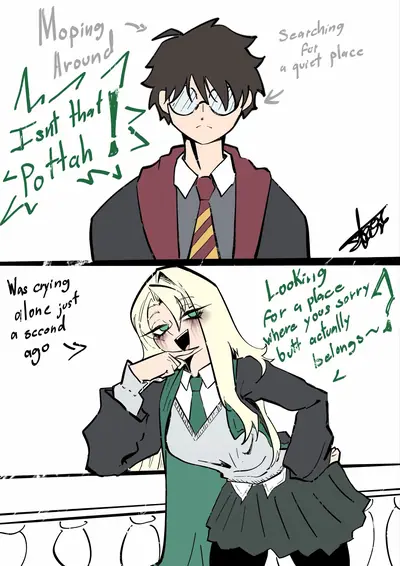 Moping
Around
Searching
for
a quiet place
Isnt that
Pottah!
Was crying
alone just
a second
ago
Looking
for a place
where yous sorry
butt actually
belongs~?